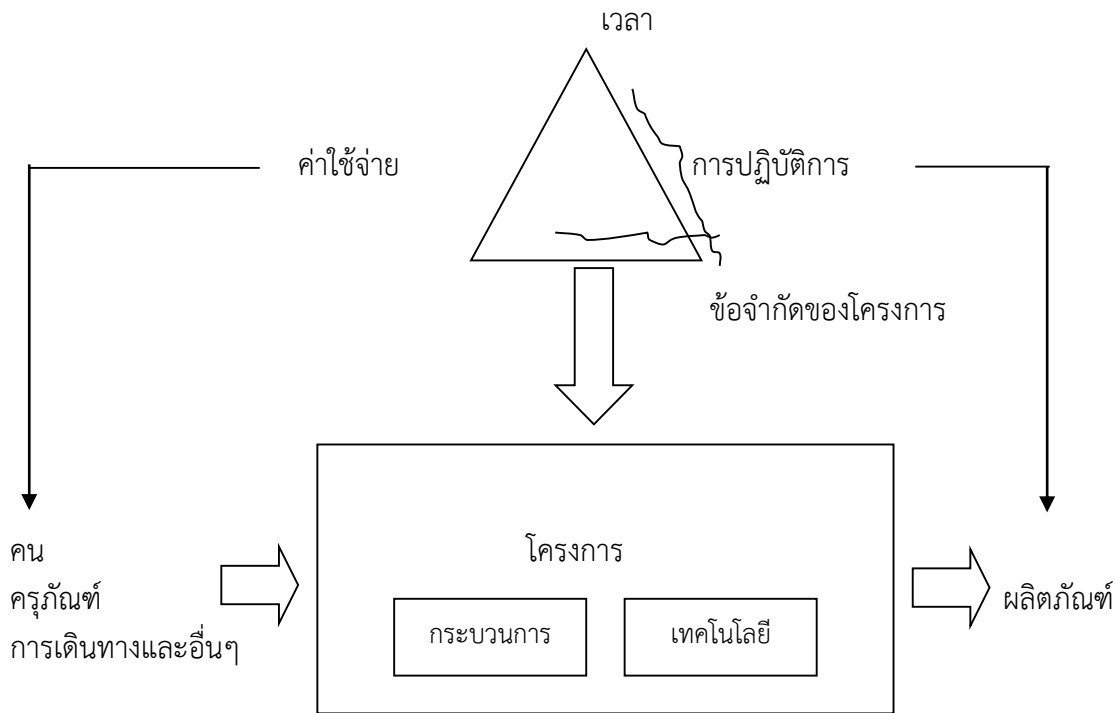 เวลา
ค่าใช้จ่าย
การปฏิบัติการ
ข้อจำกัดของโครงการ
คน
ครุภัณฑ์
การเดินทางและอื่นๆ
โครงการ
กระบวนการ
เทคโนโลยี
ผลิตภัณฑ์